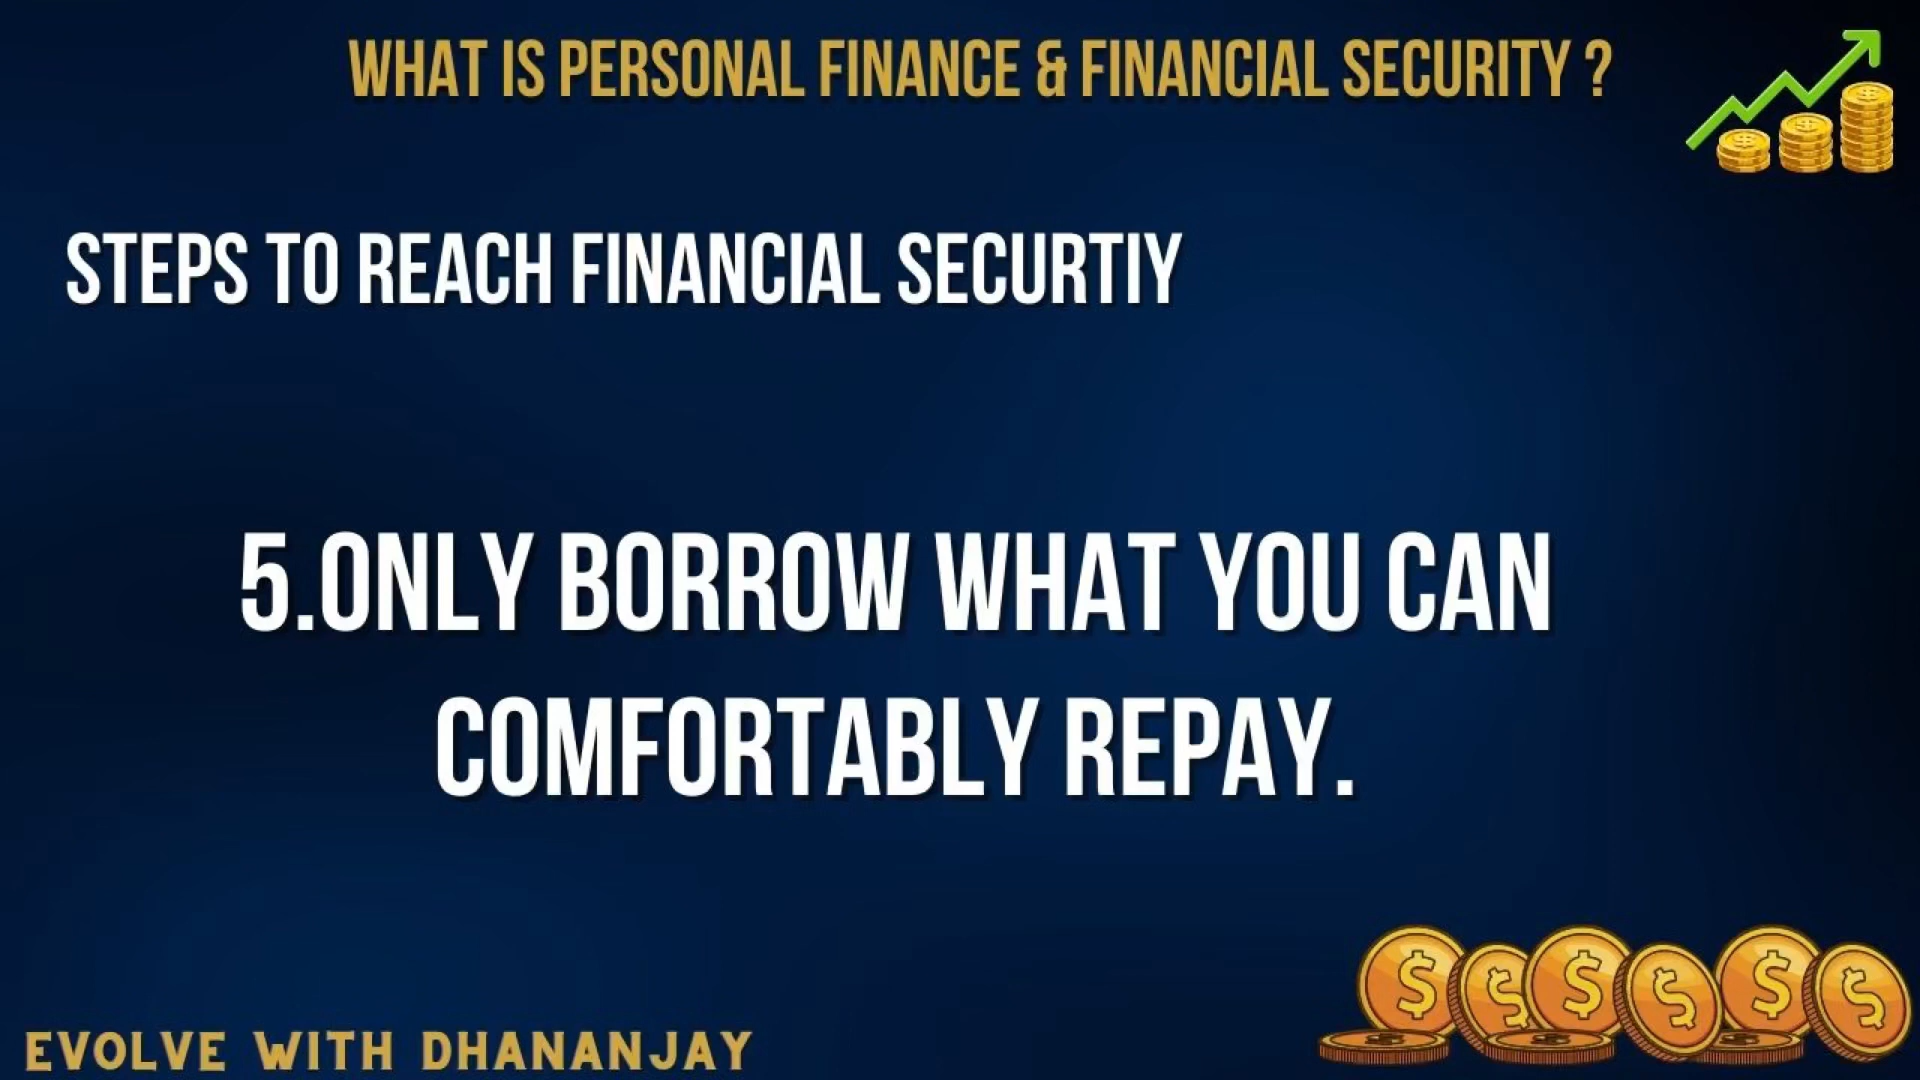 WHAT IS PERSONAL FINANCE & FINANCIAL SECURITY ?
STEPS TO REACH FINANCIAL SECURTIY
5.ONLY BORROW WHAT YOU CAN
COMFORTABLY REPAY.
EVOLVE WITH DHANANJAY